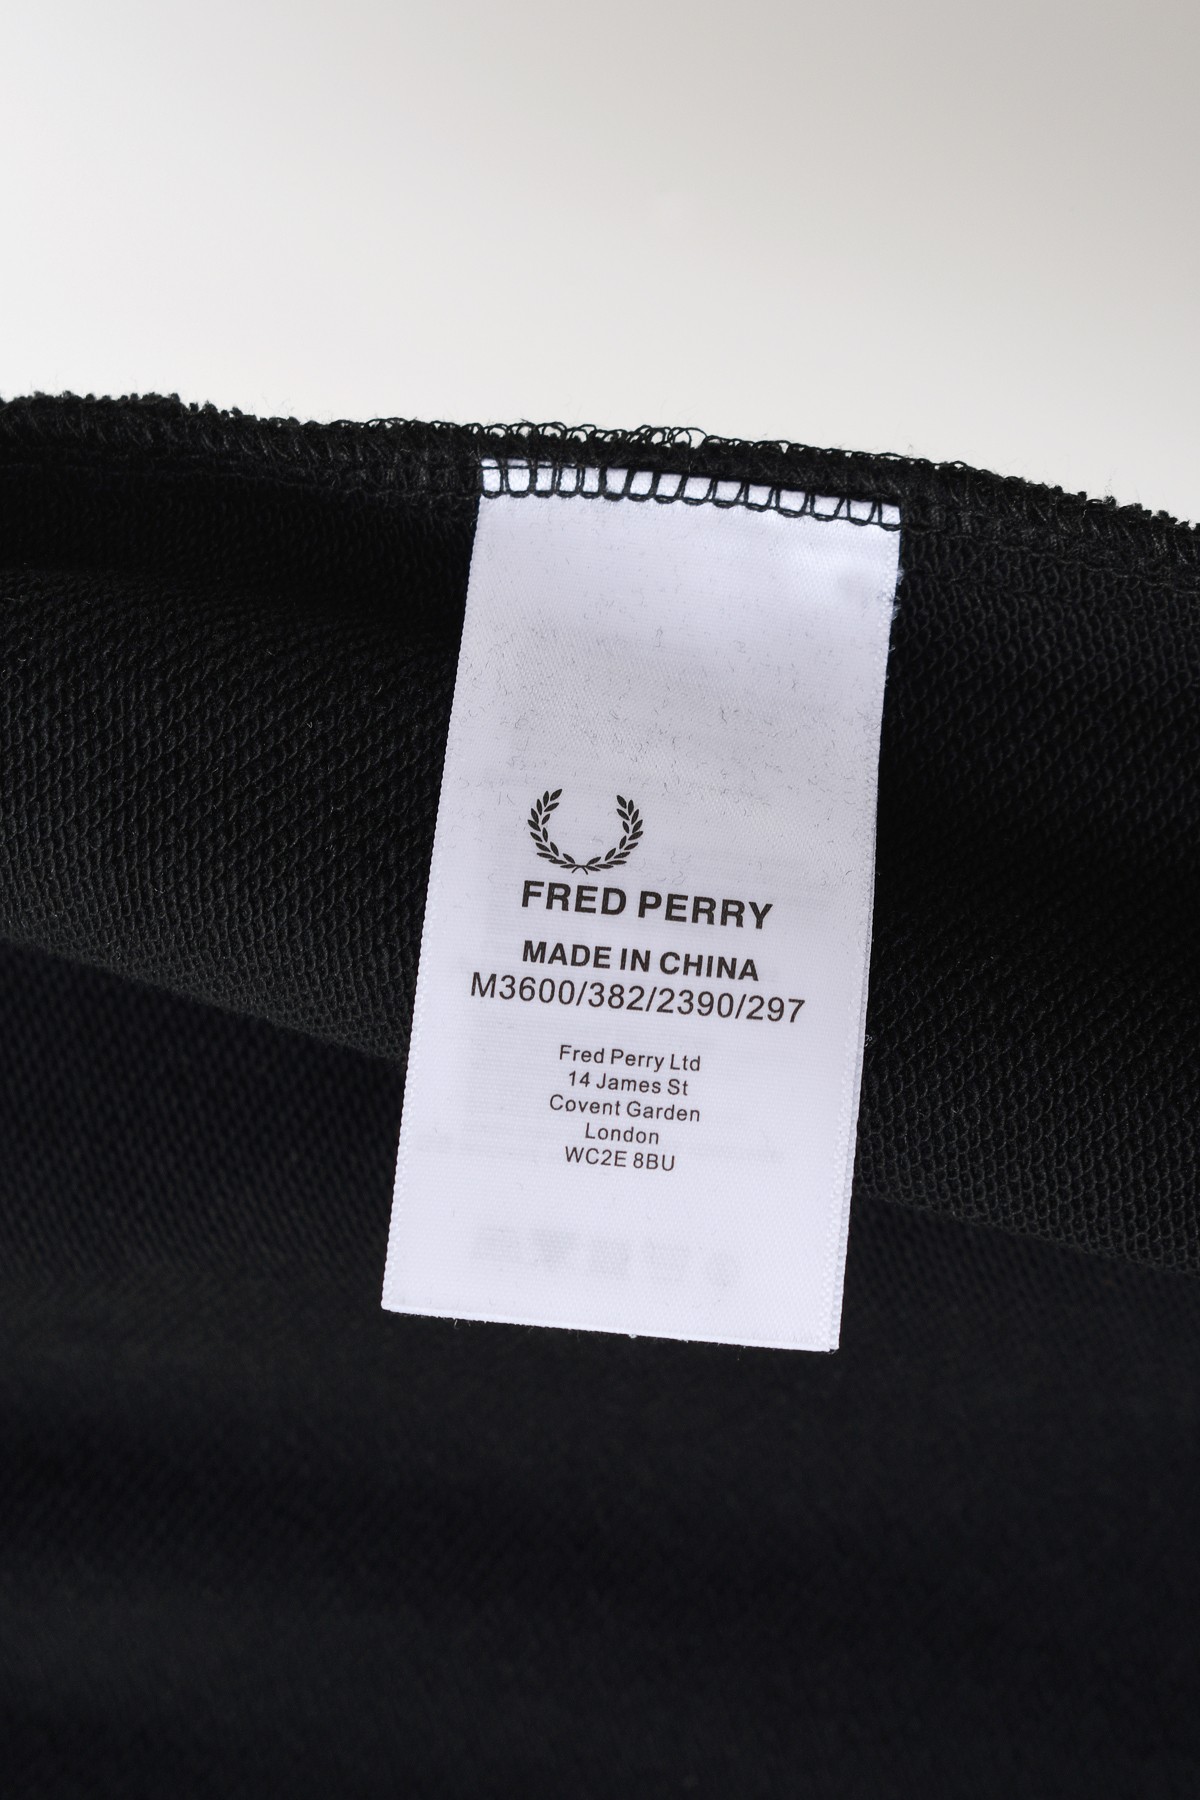 FRED PERRY
MADE IN CHINA
M3600/382/2390/297
Fred Perry Ltd
14 James St
Covent Garden
London
WC2E 8BU